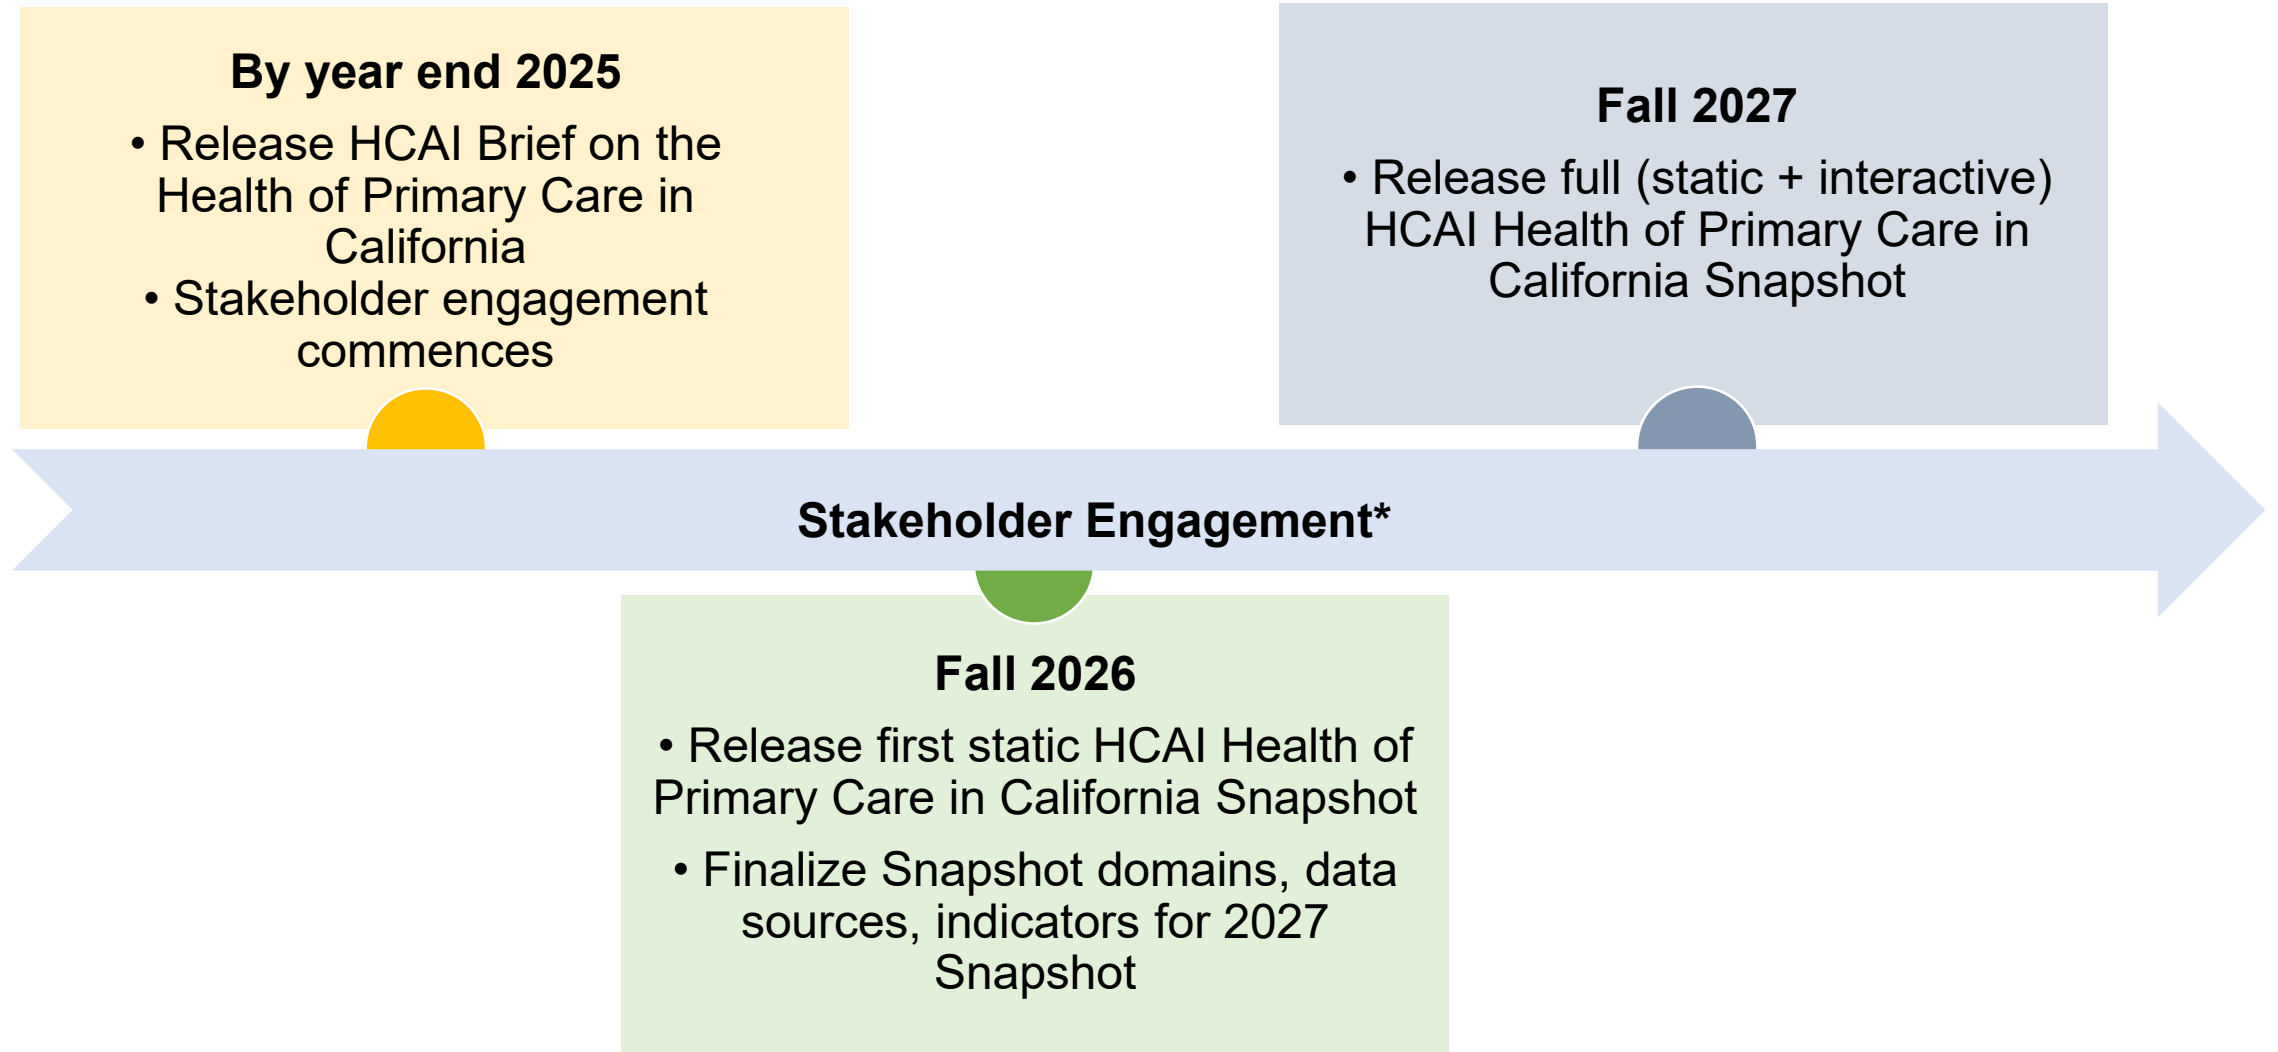 By year end 2025
• Release HCAI Brief on the
Health of Primary Care in
California
• Stakeholder engagement
commences
Fall 2027
• Release full (static + interactive)
HCAI Health of Primary Care in
California Snapshot
Stakeholder Engagement*
Fall 2026
• Release first static HCAI Health of
Primary Care in California Snapshot
• Finalize Snapshot domains, data
sources, indicators for 2027
Snapshot